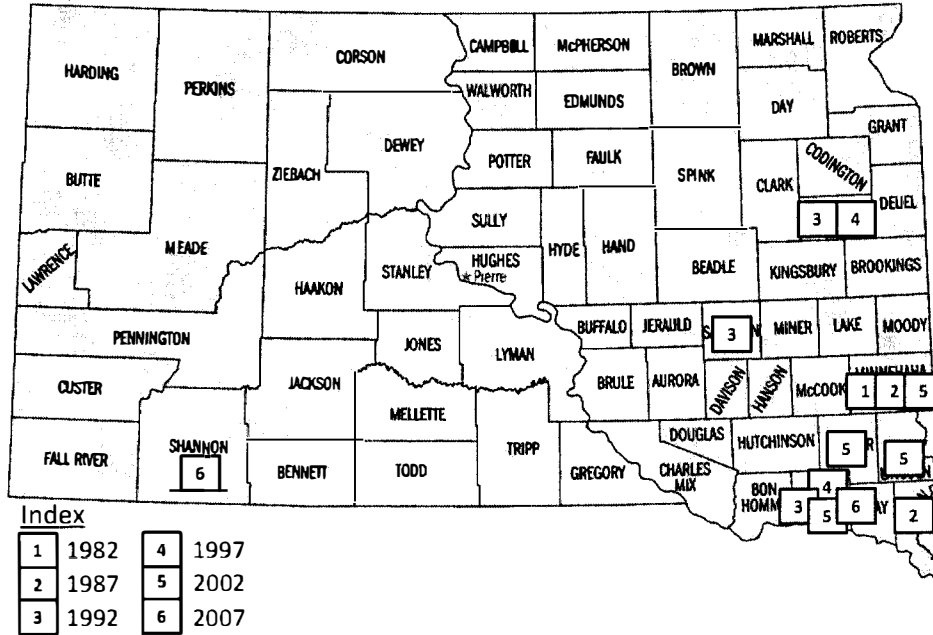 CORSON CAMPBELL McPHERSON BROWN MARSHALL ROBERTS
HARDING PERKINS WALWORTH EDMUNDS DAY
DEWEY GRANT
BUTTE ZIEBACH POTTER FAULK SPINK CLARK CODINGTON
DEUEL
MEADE SULLY 3 4
LAWRENCE STANLEY HUGHES HYDE HAND BEADLE KINGSBURY BROOKINGS
HAAKON * Pierre
PENNINGTON JONES LYMAN BUFFALO JERAULD S 3 N MINER LAKE MOODY
CUSTER JACKSON BRULE AURORA DAVISON HANSON McCOOK MINNEHAHA
1 2 5
MELLETTE
FALL RIVER SHANNON BENNETT TODD TRIPP GREGORY DOUGLAS HUTCHINSON 5 R 5
6 CHARLES
MIX
BON
HOMM 3 4 5 6 AY 2
Index
1 1982 4 1997
2 1987 5 2002
3 1992 6 2007